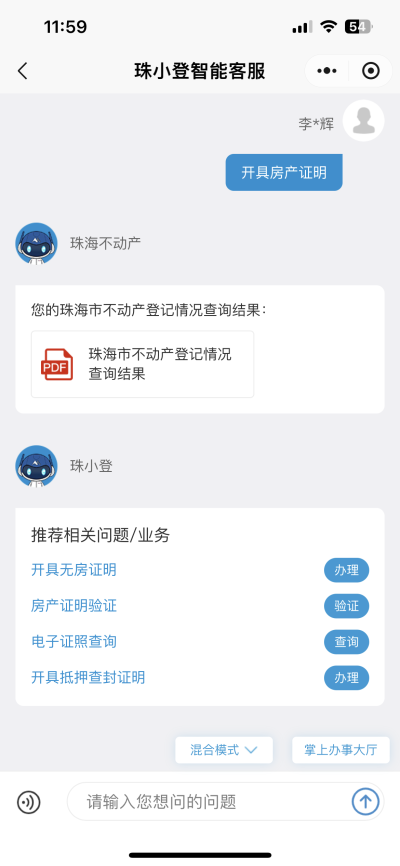 11:59
54
珠小登智能客服
李*辉
开具房产证明
珠海不动产
您的珠海市不动产登记情况查询结果：
PDF
珠海市不动产登记情况
查询结果
珠小登
推荐相关问题/业务
开具无房证明 办理
房产证明验证 验证
电子证照查询 查询
开具抵押查封证明 办理
混合模式 掌上办事大厅
请输入您想问的问题